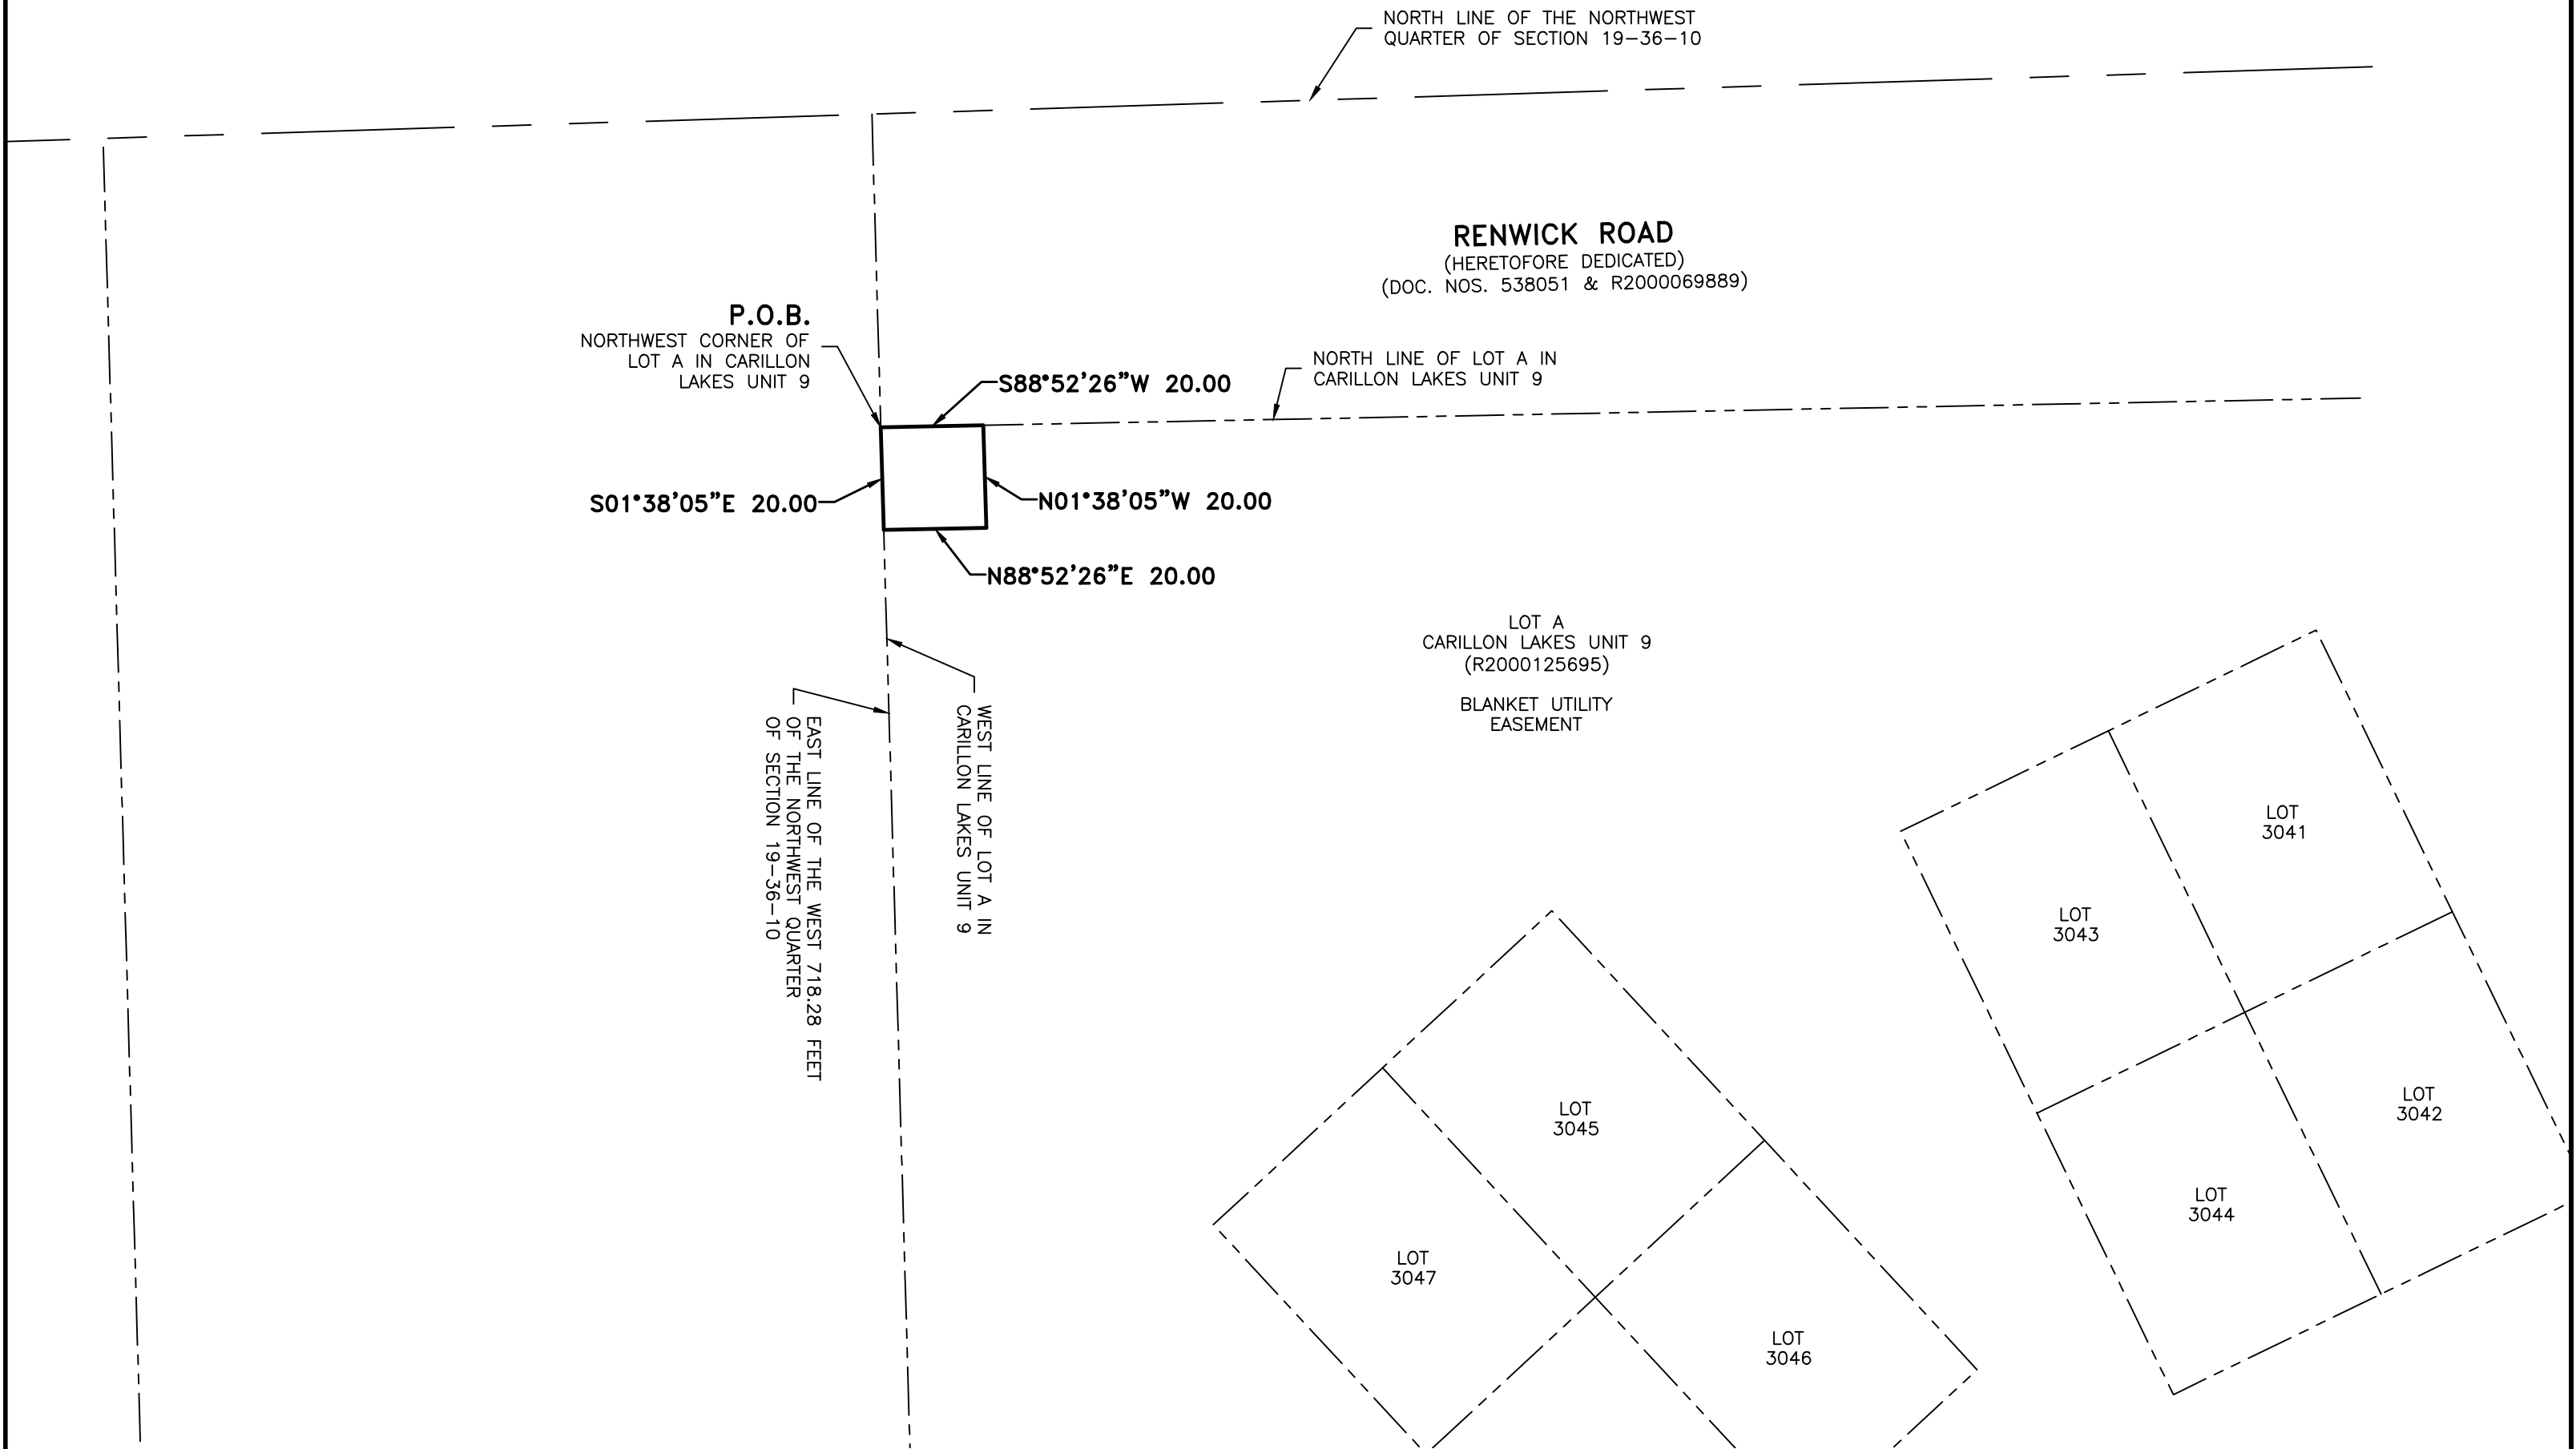 NORTH LINE OF THE NORTHWEST
QUARTER OF SECTION 19-36-10
RENWICK ROAD
(HERETOFORE DEDICATED)
(DOC. NOS. 538051 & R2000069889)
P.O.B.
NORTHWEST CORNER OF
LOT A IN CARILLON
LAKES UNIT 9
NORTH LINE OF LOT A IN
CARILLON LAKES UNIT 9
S88°52'26"W 20.00
S01°38'05"E 20.00
N01°38'05"W 20.00
N88°52'26"E 20.00
LOT A
CARILLON LAKES UNIT 9
(R2000125695)
BLANKET UTILITY
EASEMENT
WEST LINE OF LOT A IN
CARILLON LAKES UNIT 9
EAST LINE OF THE WEST 718.28 FEET
OF THE NORTHWEST QUARTER
OF SECTION 19-36-10
LOT
3041
LOT
3043
LOT
3042
LOT
3044
LOT
3045
LOT
3047
LOT
3046